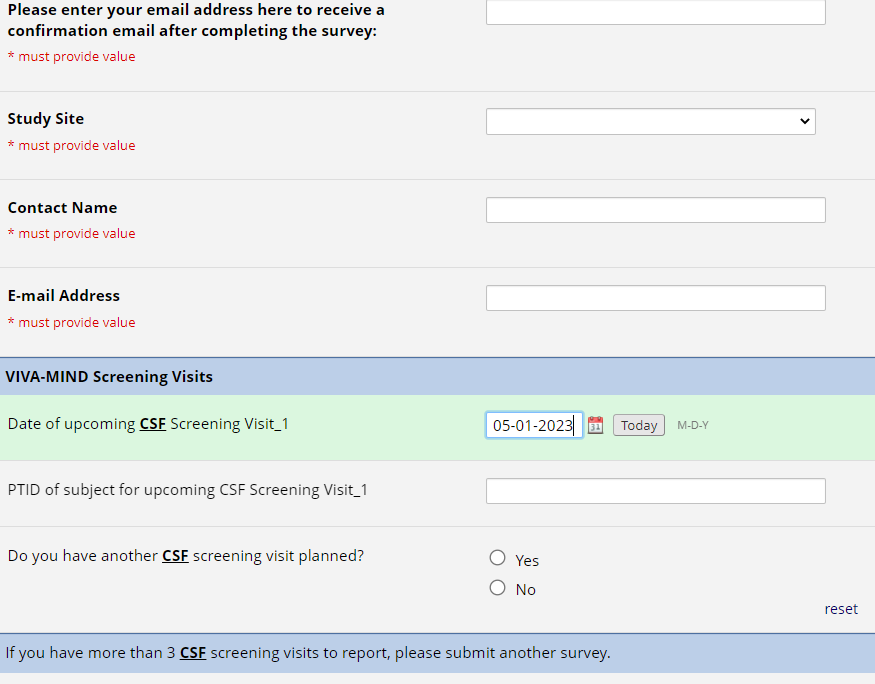 Please enter your email address here to receive a
confirmation email after completing the survey:
* must provide value
Study Site
* must provide value
Contact Name
* must provide value
E-mail Address
* must provide value
VIVA-MIND Screening Visits
Date of upcoming CSF Screening Visit_1
05-01-2023
31
Today
M-D-Y
PTID of subject for upcoming CSF Screening Visit_1
Do you have another CSF screening visit planned?
Yes
No
reset
If you have more than 3 CSF screening visits to report, please submit another survey.